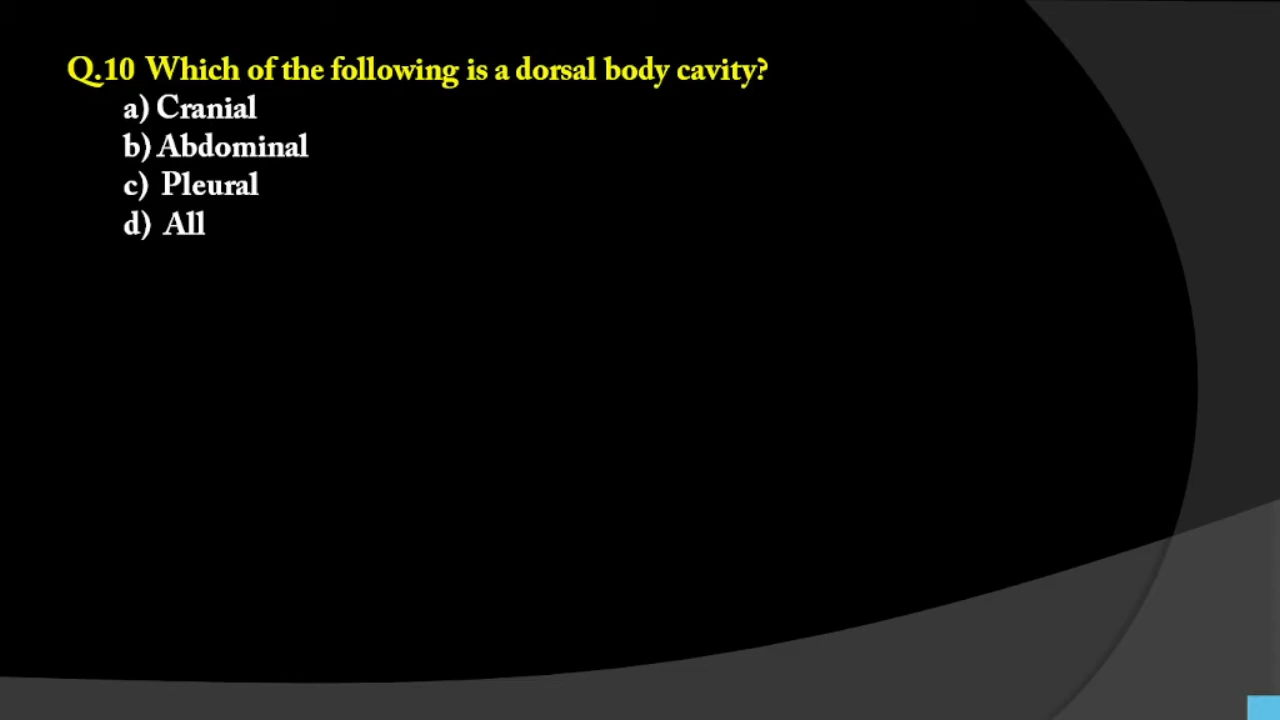 Q.10 Which of the following is a dorsal body cavity?
a) Cranial
b) Abdominal
c) Pleural
d) All